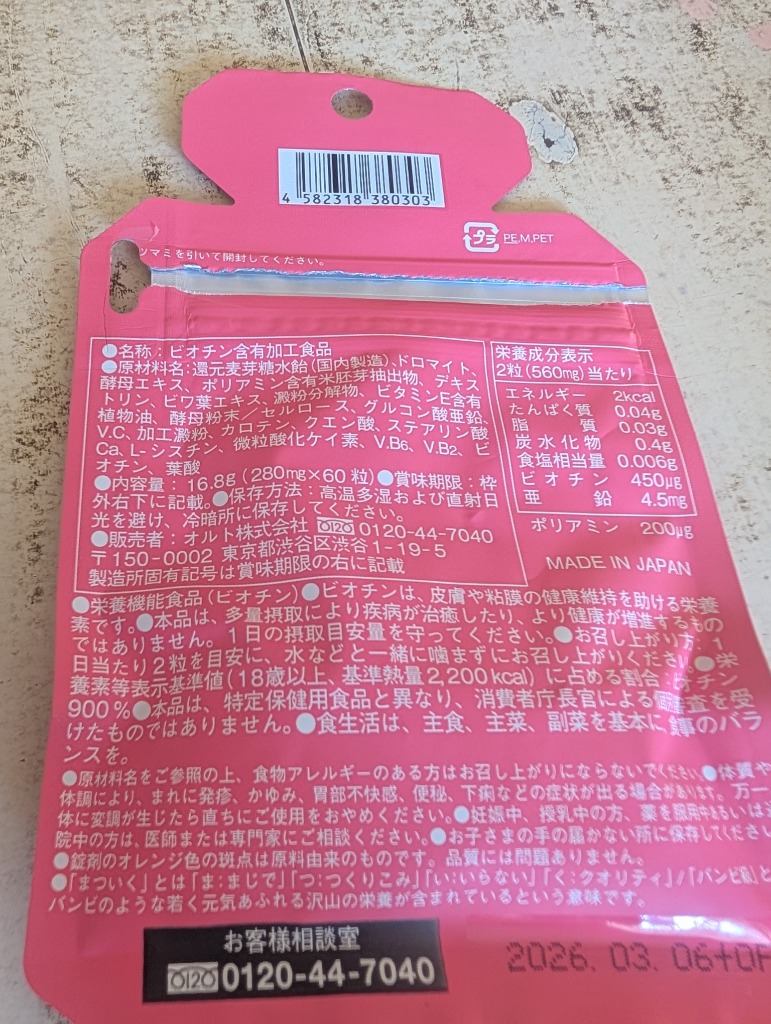 4 582318 380303
プラ PE.M.PET
ツマミを引いて開封してください。
●名称：ビオチン含有加工食品
●原材料名：還元麦芽糖水飴(国内製造)、ドロマイト、
酵母エキス、ポリアミン含有米胚芽抽出物、デキス
トリン、ビワ葉エキス、澱粉分解物、ビタミンE含有
植物油、酵母粉末／セルロース、グルコン酸亜鉛、
V.C、加工澱粉、カロテン、クエン酸、ステアリン酸
Ca、L-シスチン、微粒酸化ケイ素、V.B6、V.B2、ビ
オチン、葉酸
●内容量：16.8g(280mg×60粒)●賞味期限：枠
外右下に記載。●保存方法：高温多湿および直射日
光を避け、冷暗所に保存してください。
●販売者：オルト株式会社 0120-44-7040
〒150-0002 東京都渋谷区渋谷1-19-5
製造所固有記号は賞味期限の右に記載
栄養成分表示
2粒(560mg)当たり
エネルギー 2kcal
たんぱく質 0.04g
脂質 0.03g
炭水化物 0.4g
食塩相当量 0.006g
ビオチン 450μg
亜鉛 4.5mg
ポリアミン 200μg
MADE IN JAPAN
●栄養機能食品(ビオチン)●ビオチンは、皮膚や粘膜の健康維持を助ける栄養
素です。●本品は、多量摂取により疾病が治癒したり、より健康が増進するもの
ではありません。1日の摂取目安量を守ってください。●お召し上がり方：1
日当たり2粒を目安に、水などと一緒に噛まずにお召し上がりください。●栄
養素等表示基準値(18歳以上、基準熱量2,200kcal)に占める割合 オチン
900％●本品は、特定保健用食品と異なり、消費者庁長官による個審査を受
けたものではありません。●食生活は、主食、主菜、副菜を基本に、食事のバラ
ンスを。
●原材料名をご参照の上、食物アレルギーのある方はお召し上がりにならないでください。●体質や
体調により、まれに発疹、かゆみ、胃部不快感、便秘、下痢などの症状が出る場合があります。万一
体に変調が生じたら直ちにご使用をおやめください。●妊娠中、授乳中の方、薬を服用中あるいは通
院中の方は、医師または専門家にご相談ください。●お子さまの手の届かない所に保存してください
●錠剤のオレンジ色の斑点は原料由来のものです。品質には問題ありません。
●「まついく」とは「ま：まじで」「つ：つくりこみ」「い：いらない」「く：クオリティ」／「バンビ沢」と
バンビのような若く元気あふれる沢山の栄養が含まれているという意味です。
お客様相談室
0120-44-7040
2026. 03. 06+OF